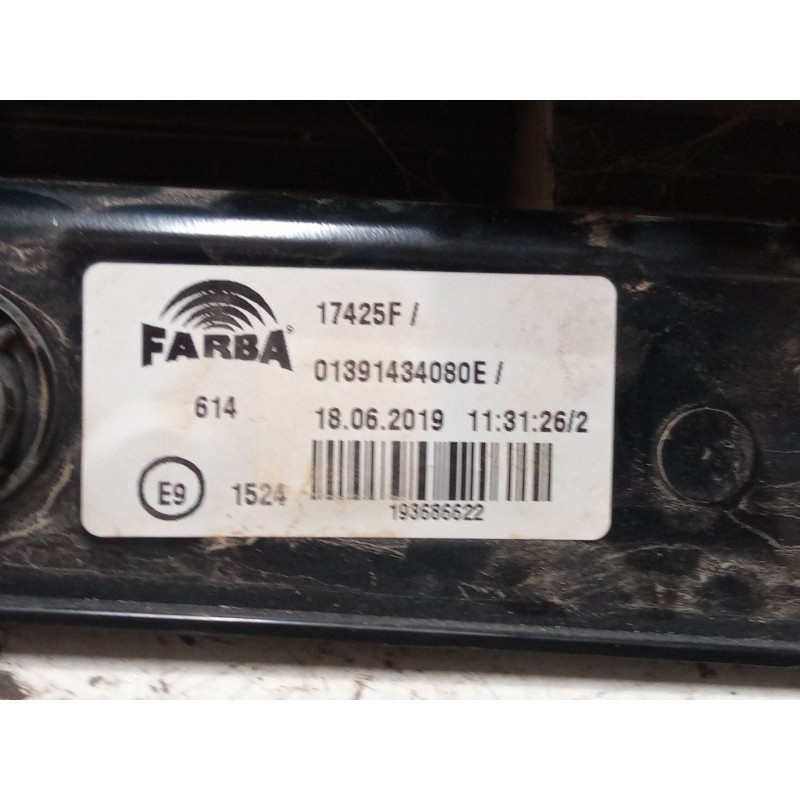 FARBA®
17425F /
01391434080E /
614
18.06.2019 11:31:26/2
E9
1524
193686622